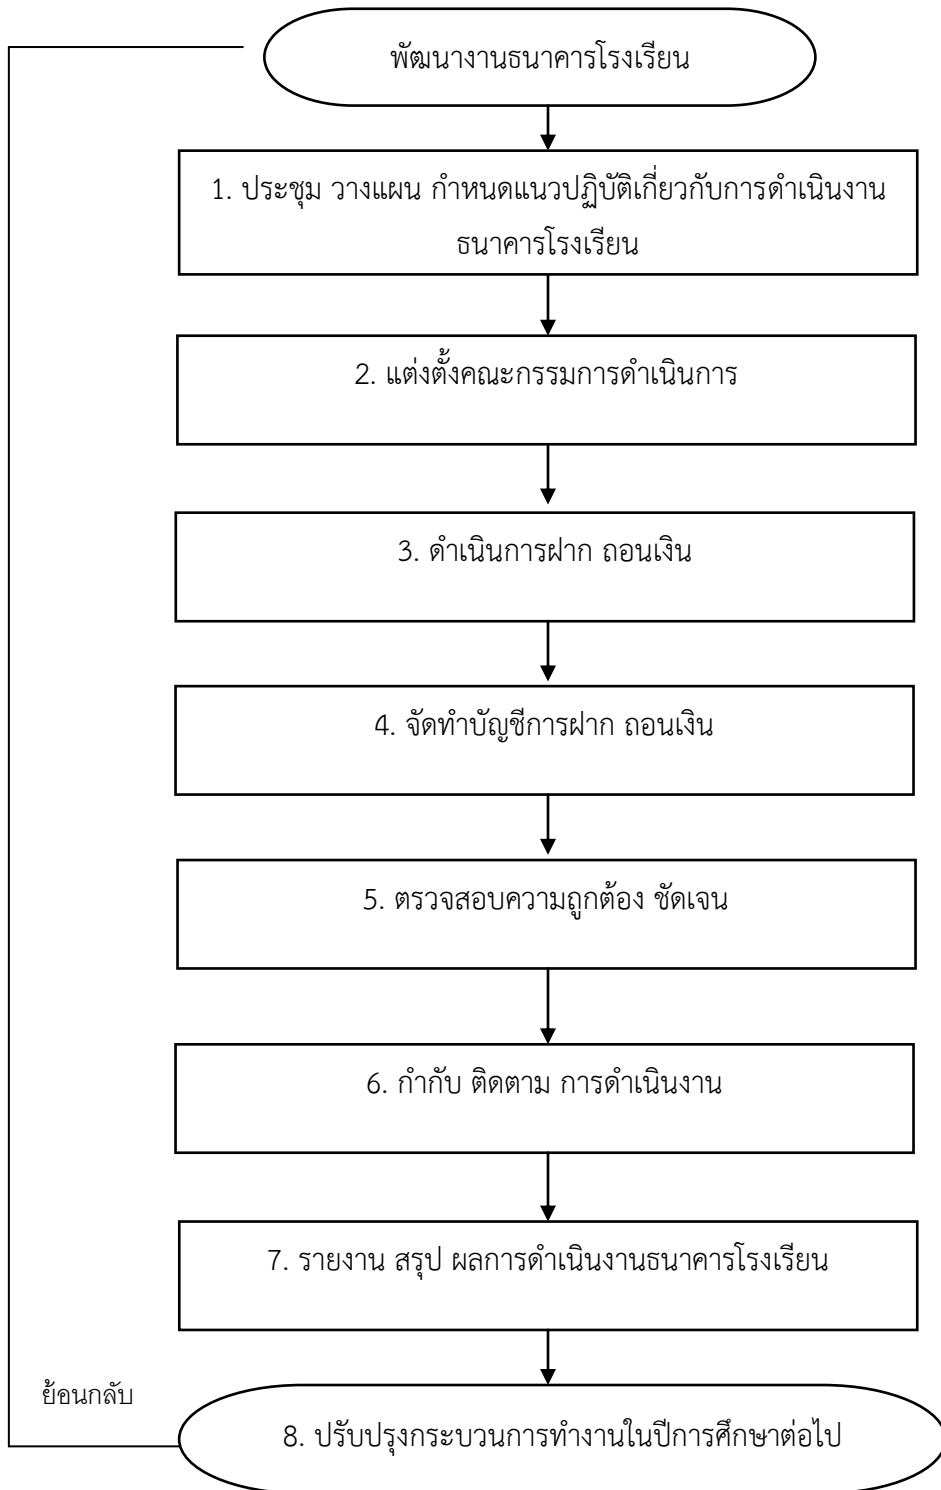 พัฒนางานธนาคารโรงเรียน
1. ประชุม วางแผน กำหนดแนวปฏิบัติเกี่ยวกับการดำเนินงาน
ธนาคารโรงเรียน
2. แต่งตั้งคณะกรรมการดำเนินการ
3. ดำเนินการฝาก ถอนเงิน
4. จัดทำบัญชีการฝาก ถอนเงิน
5. ตรวจสอบความถูกต้อง ชัดเจน
6. กำกับ ติดตาม การดำเนินงาน
7. รายงาน สรุป ผลการดำเนินงานธนาคารโรงเรียน
ย้อนกลับ
8. ปรับปรุงกระบวนการทำงานในปีการศึกษาต่อไป